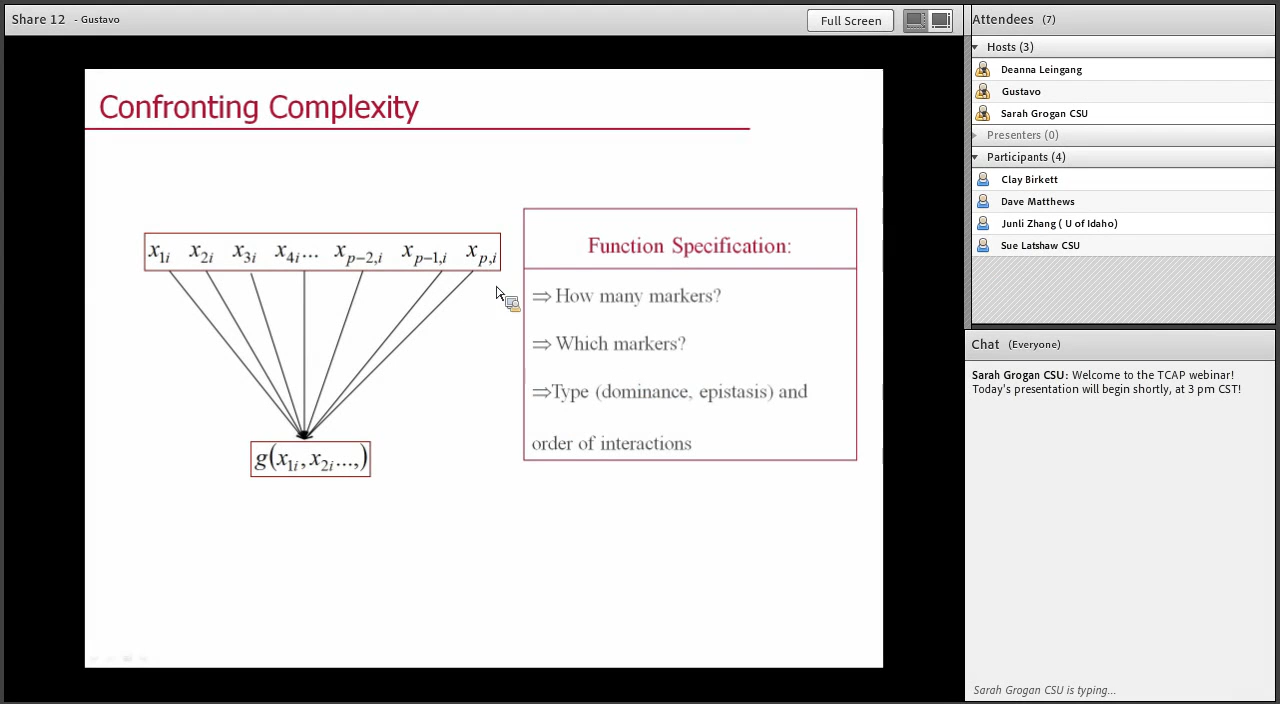 Share 12 - Gustavo
Full Screen
Confronting Complexity
x1i x2i x3i x4i... xp−2,i xp−1,i xp,i
g(x1i, x2i...,)
Function Specification:
⇒ How many markers?
⇒ Which markers?
⇒Type (dominance, epistasis) and
order of interactions
Attendees (7)
Hosts (3)
Deanna Leingang
Gustavo
Sarah Grogan CSU
Presenters (0)
Participants (4)
Clay Birkett
Dave Matthews
Junli Zhang ( U of Idaho)
Sue Latshaw CSU
Chat (Everyone)
Sarah Grogan CSU: Welcome to the TCAP webinar!
Today's presentation will begin shortly, at 3 pm CST!
Sarah Grogan CSU is typing...